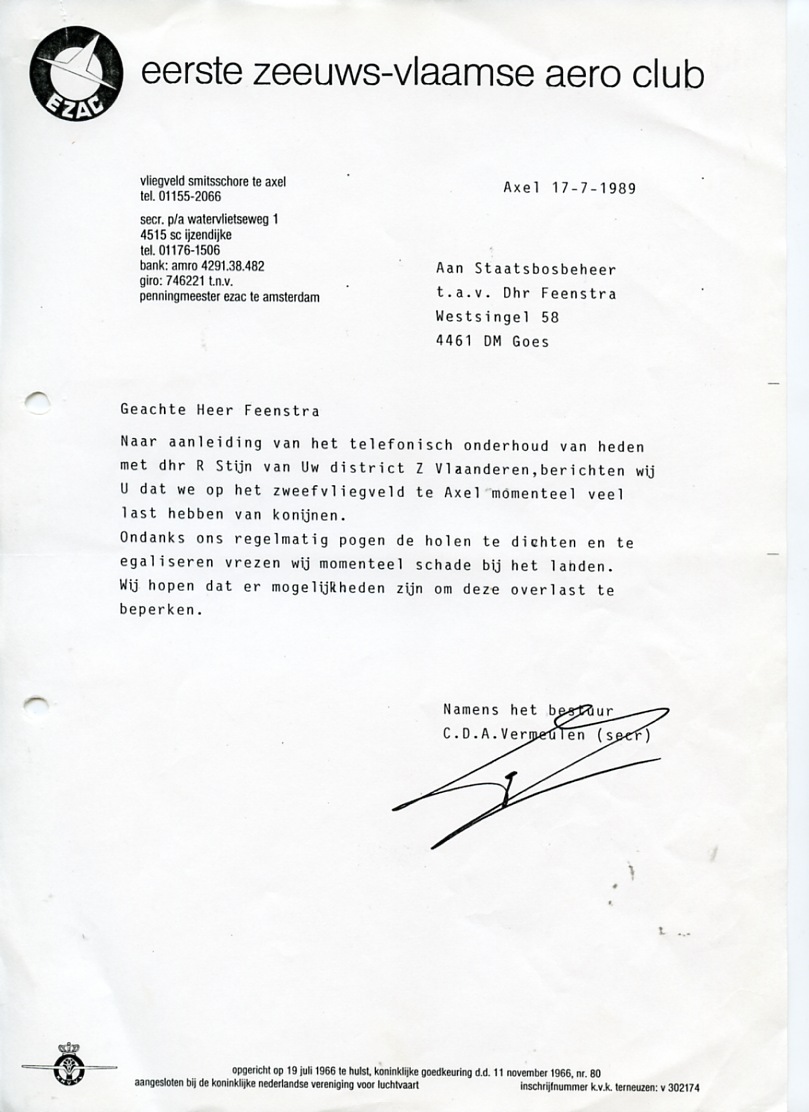 EZAC
eerste zeeuws-vlaamse aero club
vliegveld smitsschore te axel
tel. 01155-2066
secr. p/a watervlietseweg 1
4515 sc ijzendijke
tel. 01176-1506
bank: amro 4291.38.482
giro: 746221 t.n.v.
penningmeester ezac te amsterdam
Axel 17-7-1989
Aan Staatsbosbeheer
t.a.v. Dhr Feenstra
Westsingel 58
4461 DM Goes
Geachte Heer Feenstra
Naar aanleiding van het telefonisch onderhoud van heden
met dhr R Stijn van Uw district Z Vlaanderen,berichten wij
U dat we op het zweefvliegveld te Axel momenteel veel
last hebben van konijnen.
Ondanks ons regelmatig pogen de holen te dichten en te
egaliseren vrezen wij momenteel schade bij het landen.
Wij hopen dat er mogelijkheden zijn om deze overlast te
beperken.
Namens het bestuur
C.D.A.Vermeulen (secr)
opgericht op 19 juli 1966 te hulst, koninklijke goedkeuring d.d. 11 november 1966, nr. 80
aangesloten bij de koninklijke nederlandse vereniging voor luchtvaart inschrijfnummer k.v.k. terneuzen: v 302174